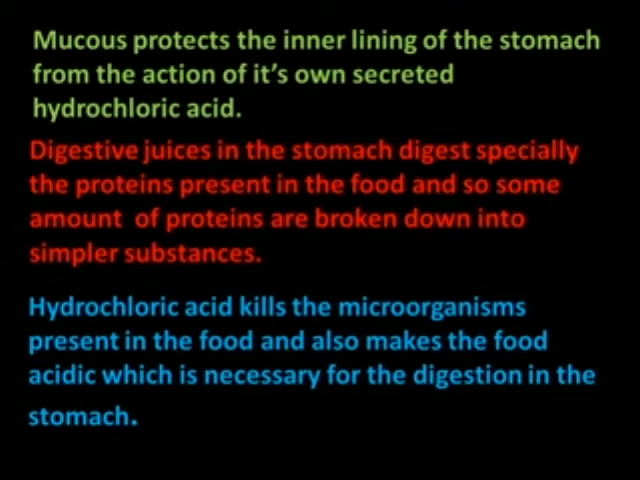 Mucous protects the inner lining of the stomach
from the action of it’s own secreted
hydrochloric acid.
Digestive juices in the stomach digest specially
the proteins present in the food and so some
amount of proteins are broken down into
simpler substances.
Hydrochloric acid kills the microorganisms
present in the food and also makes the food
acidic which is necessary for the digestion in the
stomach.